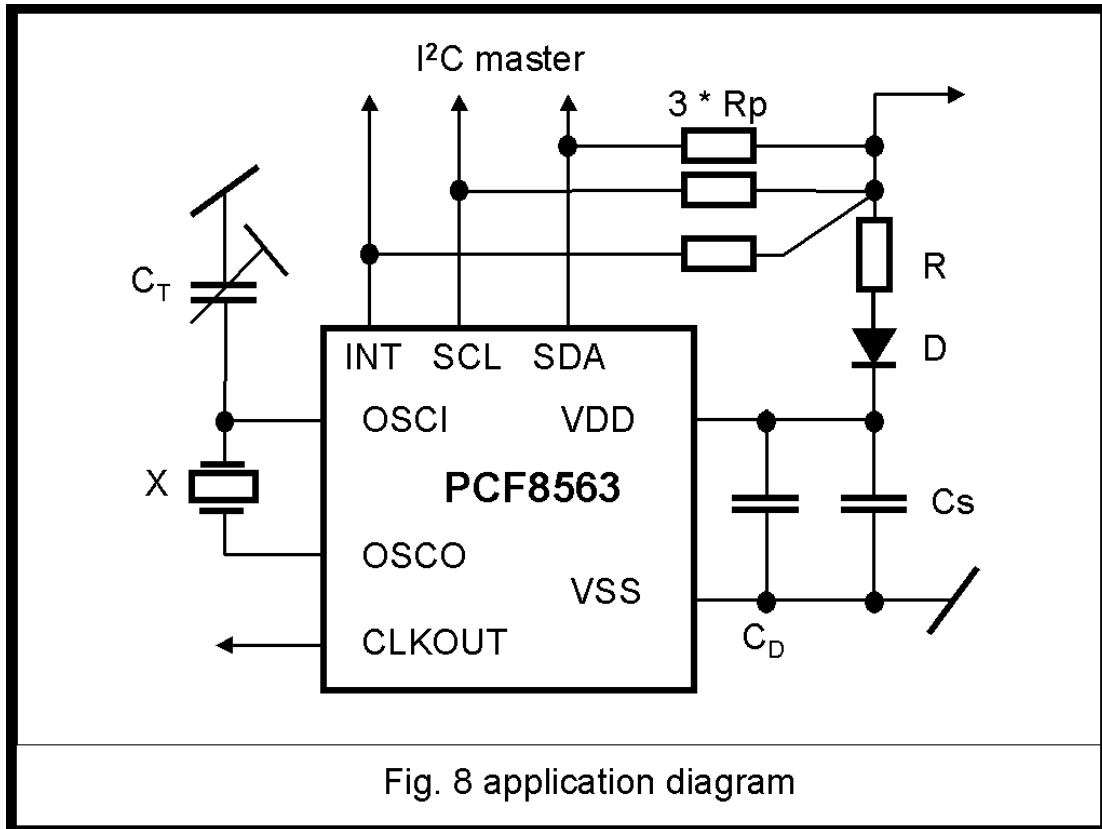 I²C master
3 * Rp
R
D
C_T
INT SCL SDA
OSCI VDD
X
PCF8563
Cs
OSCO
VSS
C_D
CLKOUT
Fig. 8 application diagram